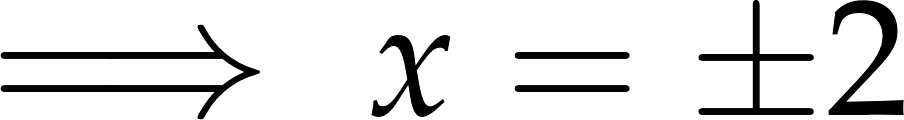 ⟹ x = ±2